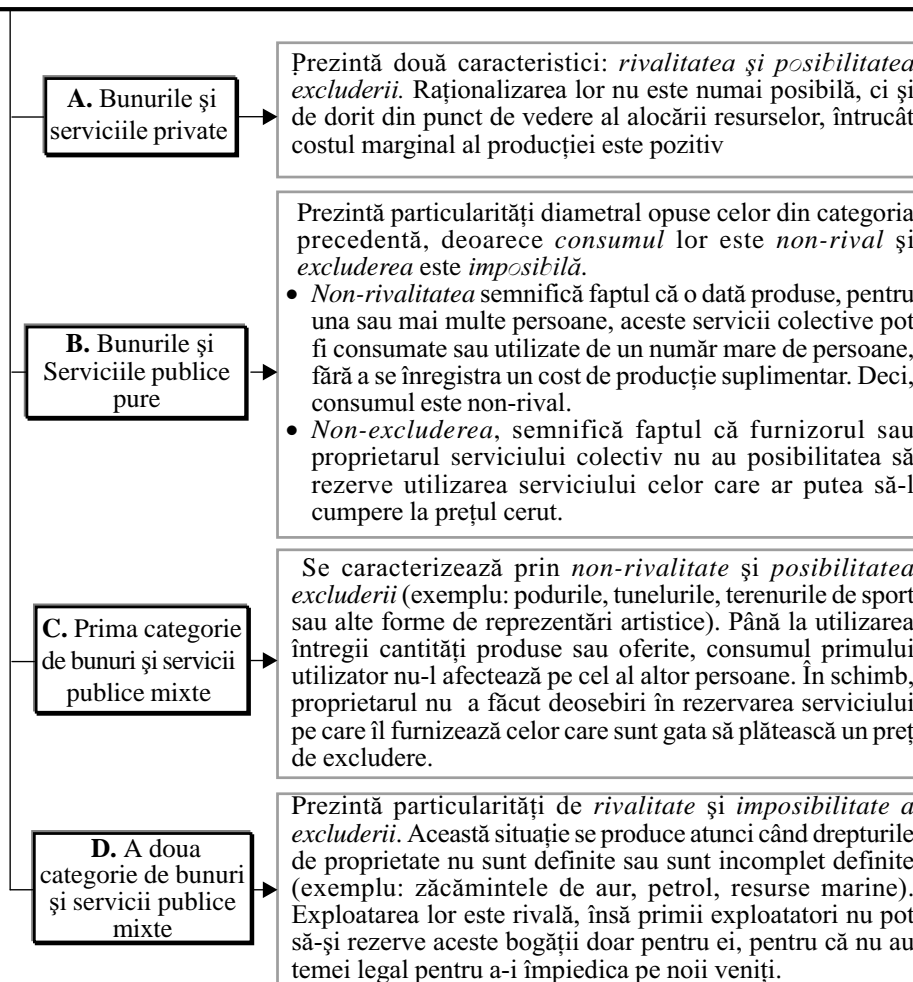 A. Bunurile şi
serviciile private
Prezintă două caracteristici: rivalitatea şi posibilitatea
excluderii. Raționalizarea lor nu este numai posibilă, ci şi
de dorit din punct de vedere al alocării resurselor, întrucât
costul marginal al producției este pozitiv
B. Bunurile şi
Serviciile publice
pure
Prezintă particularități diametral opuse celor din categoria
precedentă, deoarece consumul lor este non-rival şi
excluderea este imposibilă.
• Non-rivalitatea semnifică faptul că o dată produse, pentru
una sau mai multe persoane, aceste servicii colective pot
fi consumate sau utilizate de un număr mare de persoane,
fără a se înregistra un cost de producție suplimentar. Deci,
consumul este non-rival.
• Non-excluderea, semnifică faptul că furnizorul sau
proprietarul serviciului colectiv nu au posibilitatea să
rezerve utilizarea serviciului celor care ar putea să-l
cumpere la prețul cerut.
C. Prima categorie
de bunuri şi servicii
publice mixte
Se caracterizează prin non-rivalitate şi posibilitatea
excluderii (exemplu: podurile, tunelurile, terenurile de sport
sau alte forme de reprezentări artistice). Până la utilizarea
întregii cantități produse sau oferite, consumul primului
utilizator nu-l afectează pe cel al altor persoane. În schimb,
proprietarul nu a făcut deosebiri în rezervarea serviciului
pe care îl furnizează celor care sunt gata să plătească un preț
de excludere.
D. A doua
categorie de bunuri
şi servicii publice
mixte
Prezintă particularități de rivalitate şi imposibilitate a
excluderii. Această situație se produce atunci când drepturile
de proprietate nu sunt definite sau sunt incomplet definite
(exemplu: zăcămintele de aur, petrol, resurse marine).
Exploatarea lor este rivală, însă primii exploatatori nu pot
să-şi rezerve aceste bogății doar pentru ei, pentru că nu au
temei legal pentru a-i împiedica pe noii veniți.